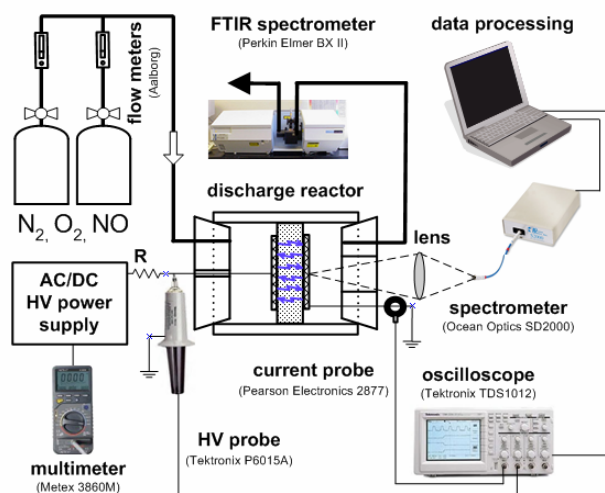 FTIR spectrometer
(Perkin Elmer BX II)
data processing
flow meters
(Aalborg)
N2, O2, NO
discharge reactor
lens
R
AC/DC
HV power
supply
spectrometer
(Ocean Optics SD2000)
current probe
(Pearson Electronics 2877)
oscilloscope
(Tektronix TDS1012)
HV probe
(Tektronix P6015A)
multimeter
(Metex 3860M)